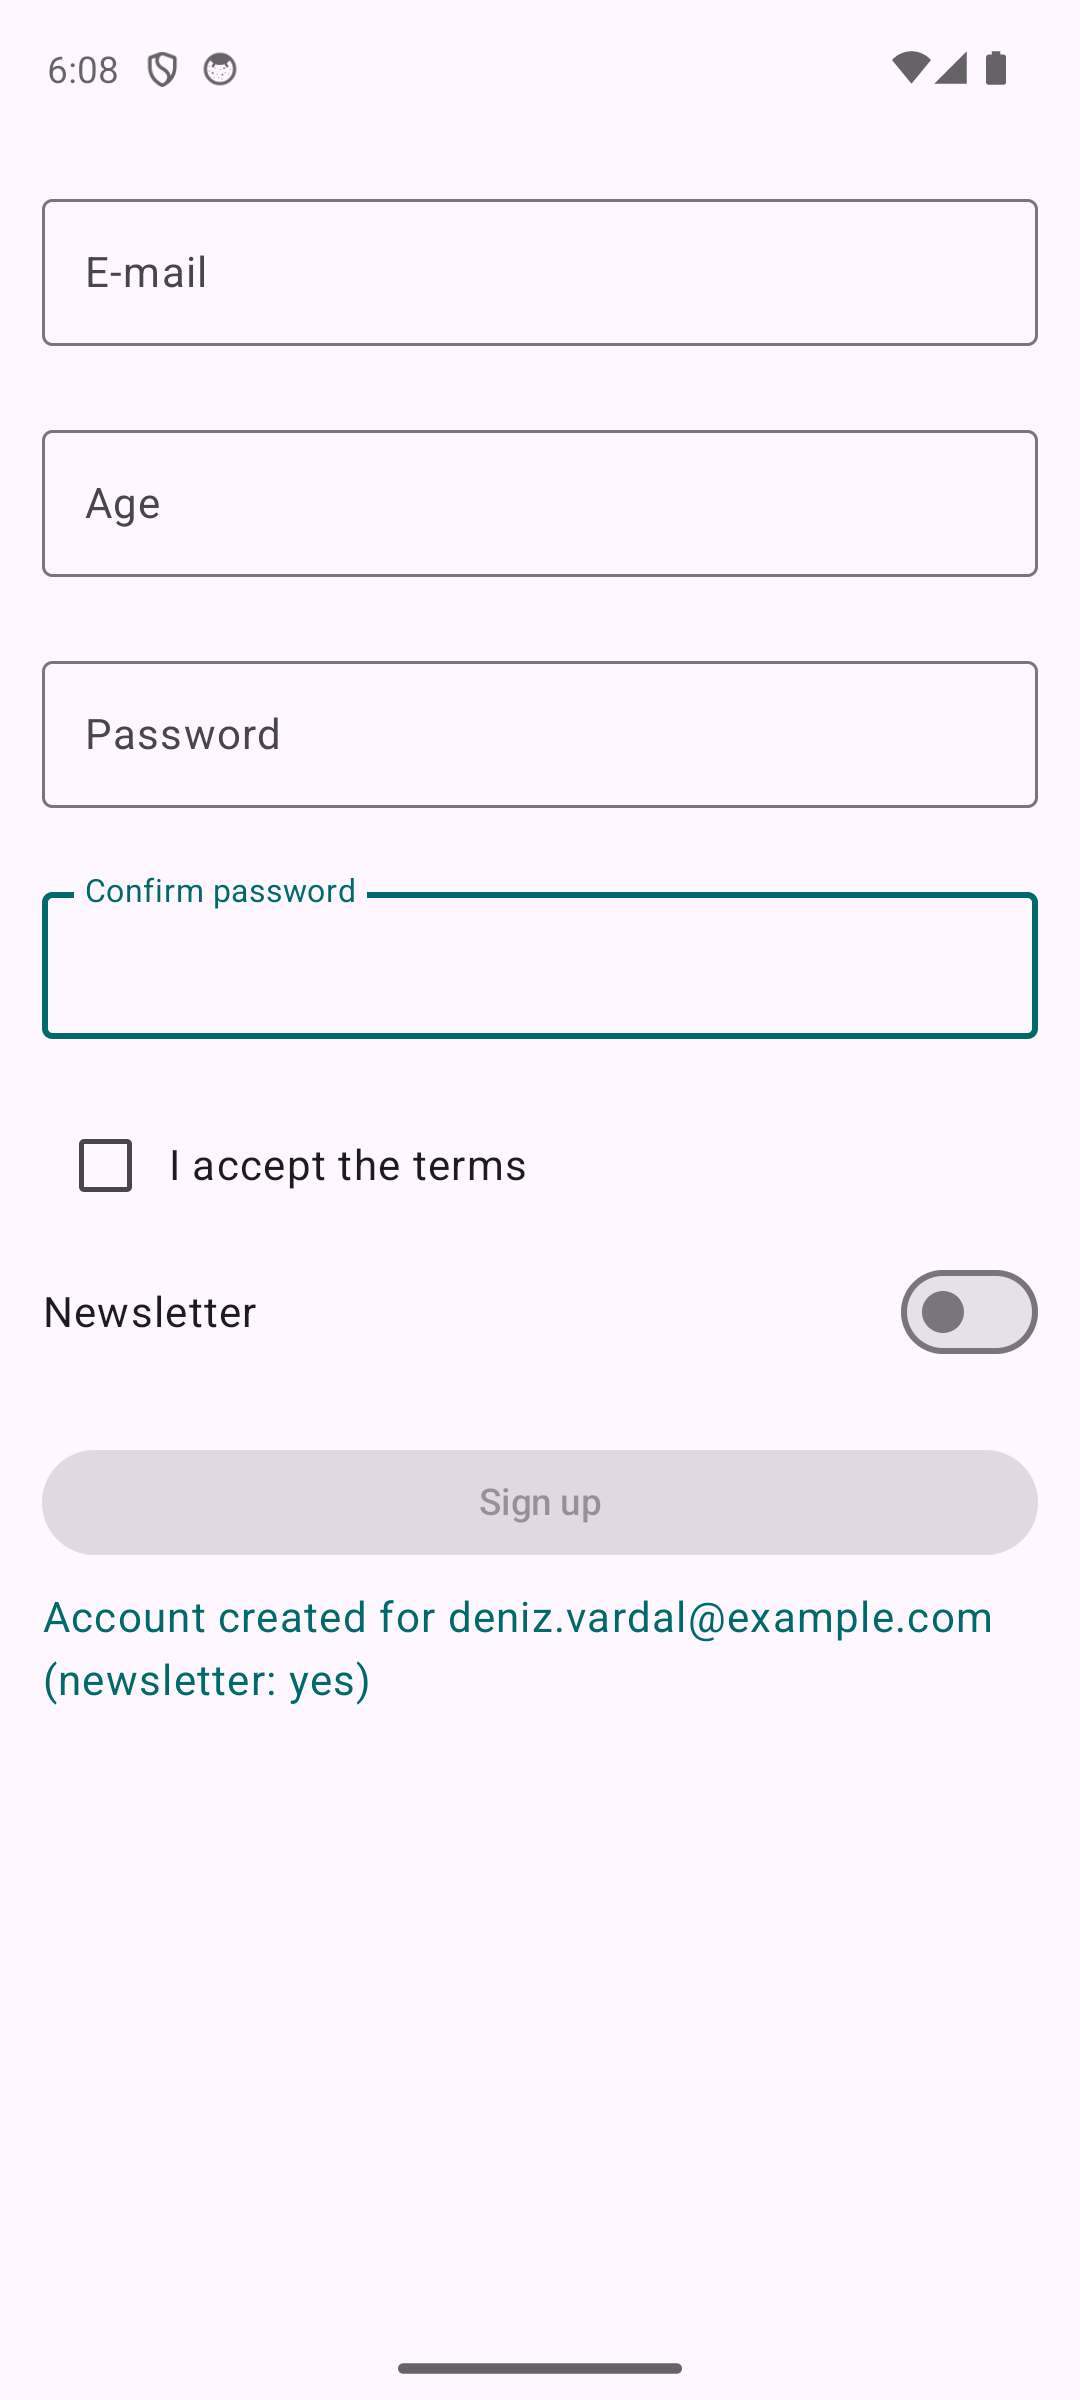 6:08
E-mail
Age
Password
Confirm password
I accept the terms
Newsletter
Sign up
Account created for deniz.vardal@example.com
(newsletter: yes)